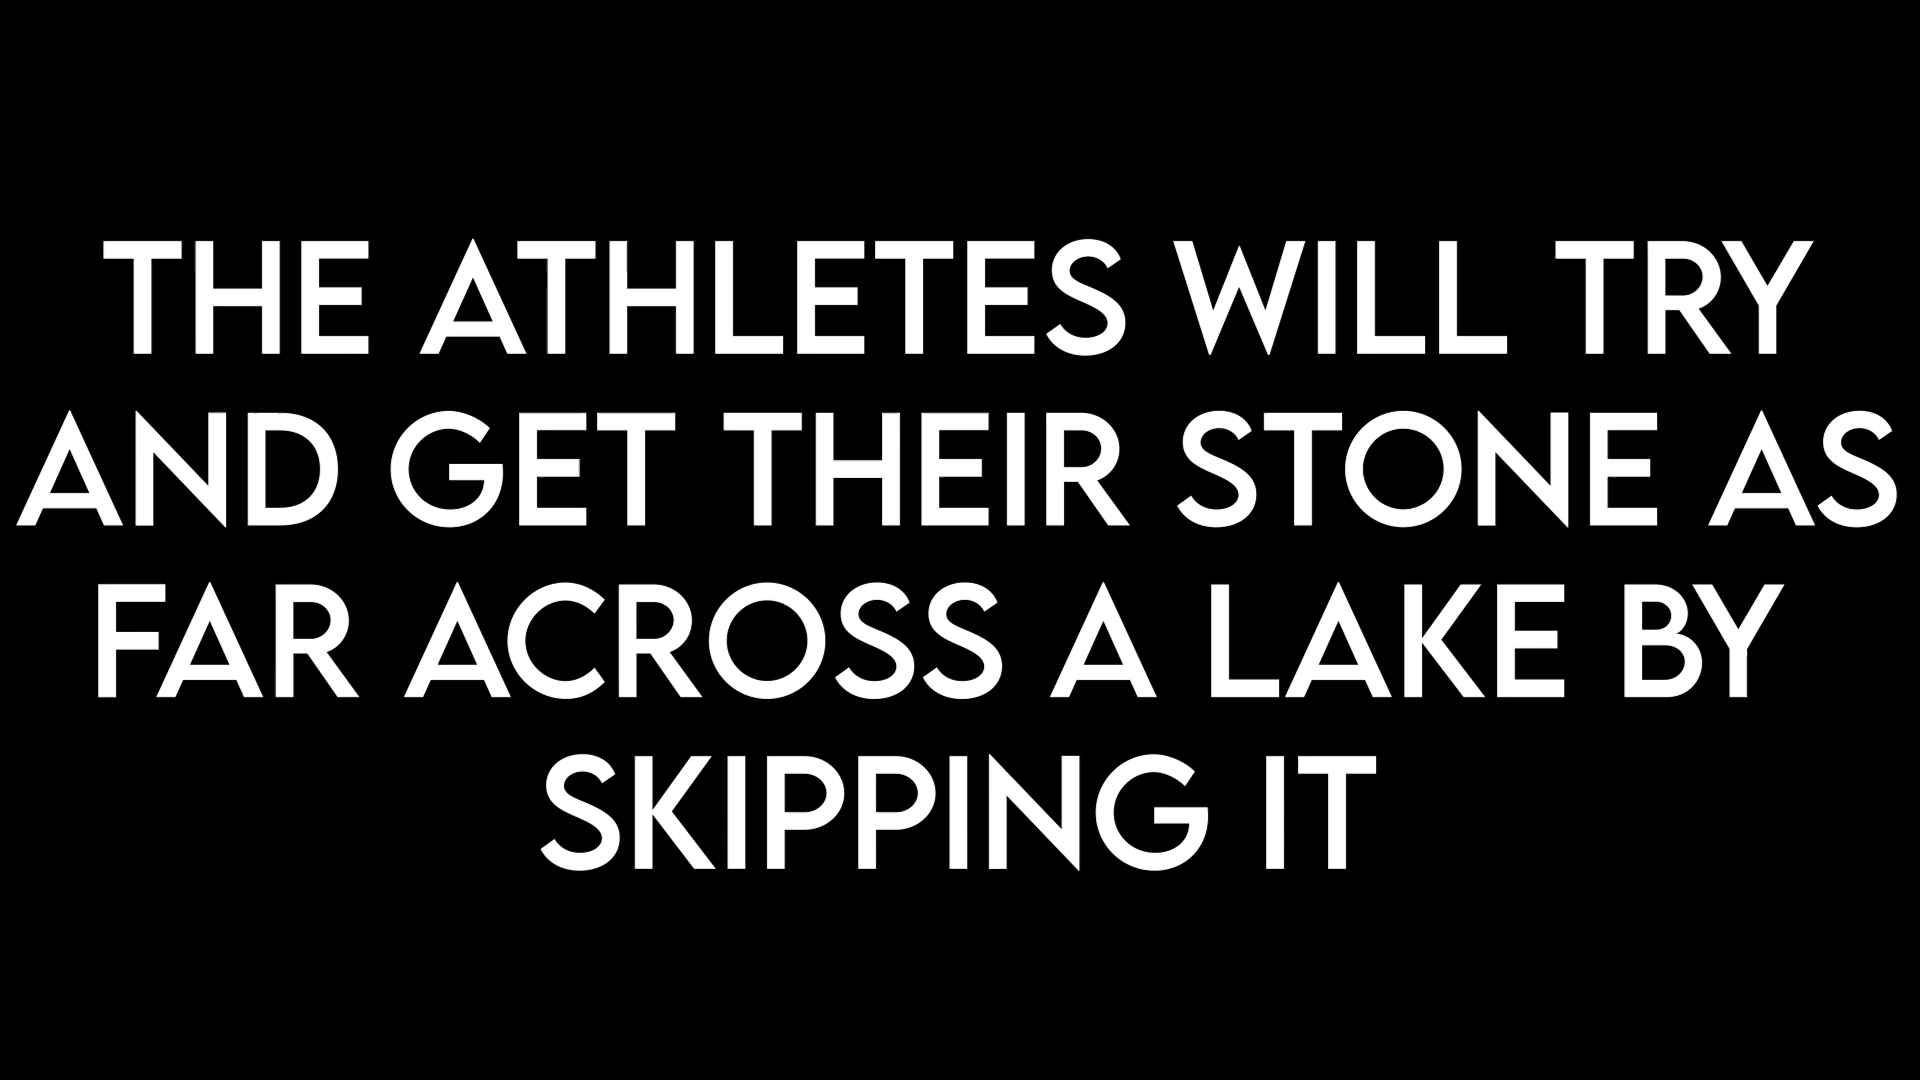 THE ATHLETES WILL TRY
AND GET THEIR STONE AS
FAR ACROSS A LAKE BY
SKIPPING IT